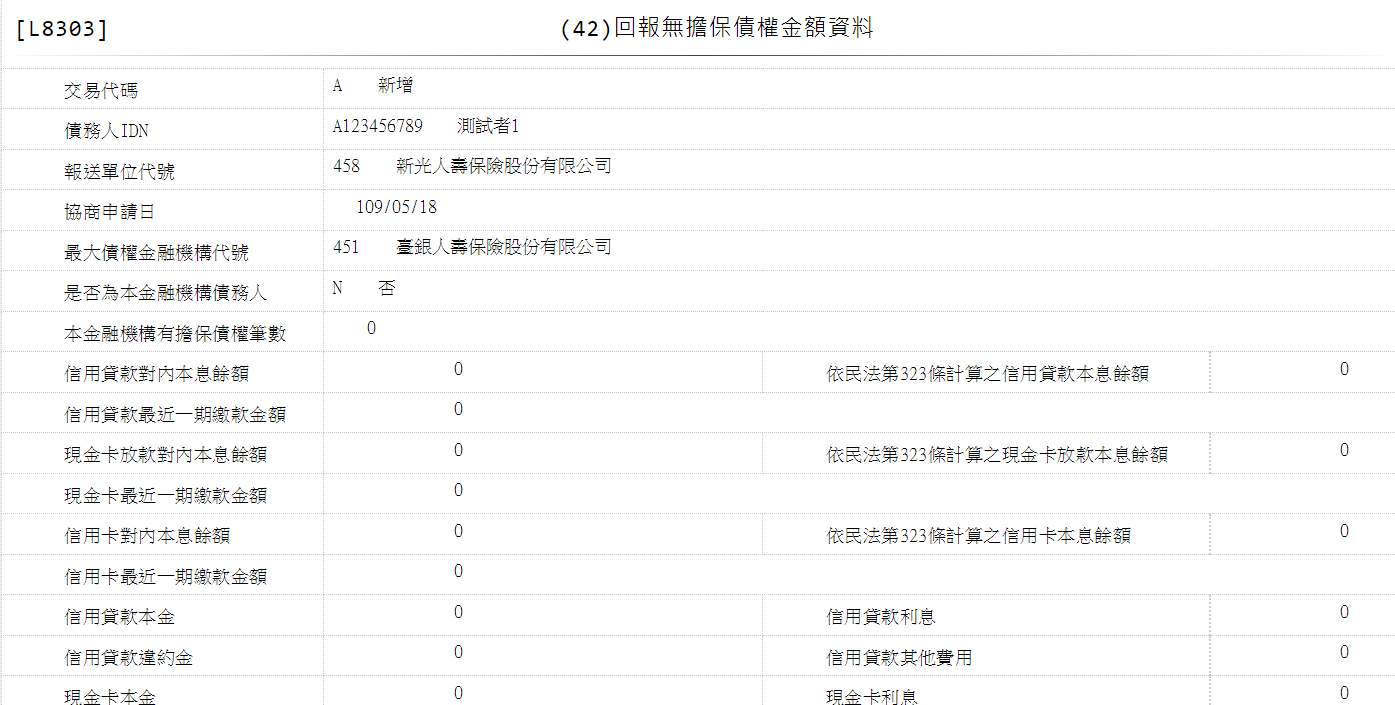 [L8303] (42)回報無擔保債權金額資料
交易代碼 A 新增
債務人IDN A123456789 測試者1
報送單位代號 458 新光人壽保險股份有限公司
協商申請日 109/05/18
最大債權金融機構代號 451 臺銀人壽保險股份有限公司
是否為本金融機構債務人 N 否
本金融機構有擔保債權筆數 0
信用貸款對內本息餘額 0 依民法第323條計算之信用貸款本息餘額 0
信用貸款最近一期繳款金額 0
現金卡放款對內本息餘額 0 依民法第323條計算之現金卡放款本息餘額 0
現金卡最近一期繳款金額 0
信用卡對內本息餘額 0 依民法第323條計算之信用卡本息餘額 0
信用卡最近一期繳款金額 0
信用貸款本金 0 信用貸款利息 0
信用貸款違約金 0 信用貸款其他費用 0
現金卡本金 0 現金卡利息 0